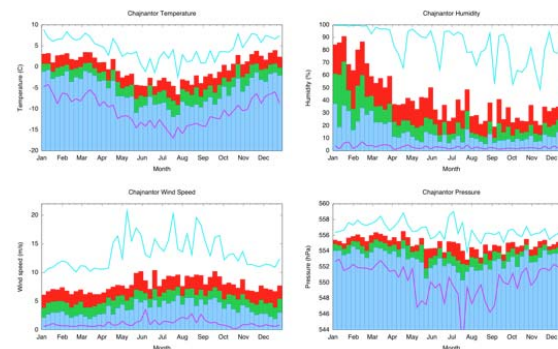 Chajnantor Temperature
Temperature (C)
10
5
0
-5
-10
-15
-20
Jan Feb Mar Apr May Jun Jul Aug Sep Oct Nov Dec
Month
Chajnantor Humidity
Humidity (%)
100
90
80
70
60
50
40
30
20
10
0
Jan Feb Mar Apr May Jun Jul Aug Sep Oct Nov Dec
Month
Chajnantor Wind Speed
Wind speed (m/s)
20
15
10
5
0
Jan Feb Mar Apr May Jun Jul Aug Sep Oct Nov Dec
Month
Chajnantor Pressure
Pressure (hPa)
560
558
556
554
552
550
548
546
544
Jan Feb Mar Apr May Jun Jul Aug Sep Oct Nov Dec
Month